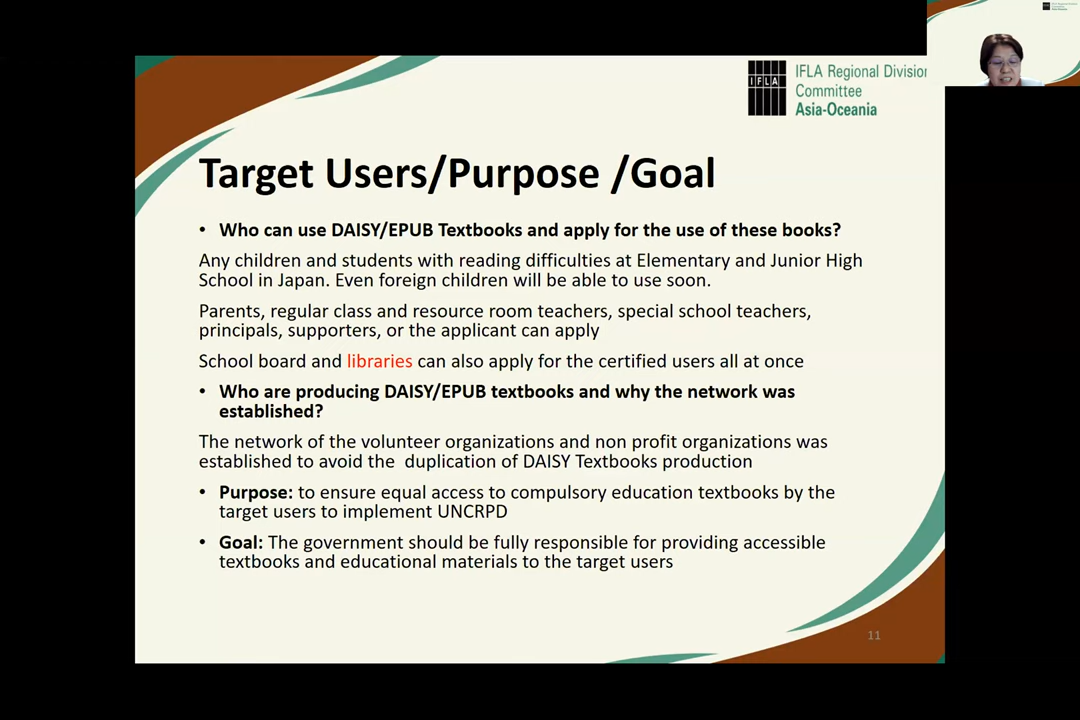 IFLA
IFLA Regional Division
Committee
Asia-Oceania
Target Users/Purpose /Goal
• Who can use DAISY/EPUB Textbooks and apply for the use of these books?
Any children and students with reading difficulties at Elementary and Junior High
School in Japan. Even foreign children will be able to use soon.
Parents, regular class and resource room teachers, special school teachers,
principals, supporters, or the applicant can apply
School board and libraries can also apply for the certified users all at once
• Who are producing DAISY/EPUB textbooks and why the network was
established?
The network of the volunteer organizations and non profit organizations was
established to avoid the  duplication of DAISY Textbooks production
• Purpose: to ensure equal access to compulsory education textbooks by the
target users to implement UNCRPD
• Goal: The government should be fully responsible for providing accessible
textbooks and educational materials to the target users
11